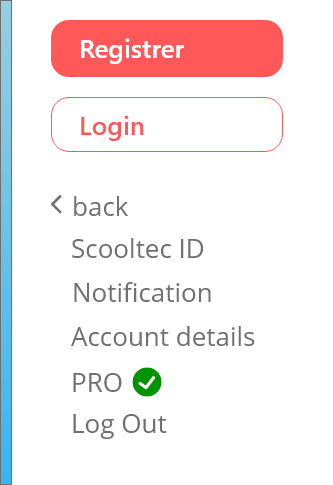 Registrer
Login
back
Scooltec ID
Notification
Account details
PRO
Log Out